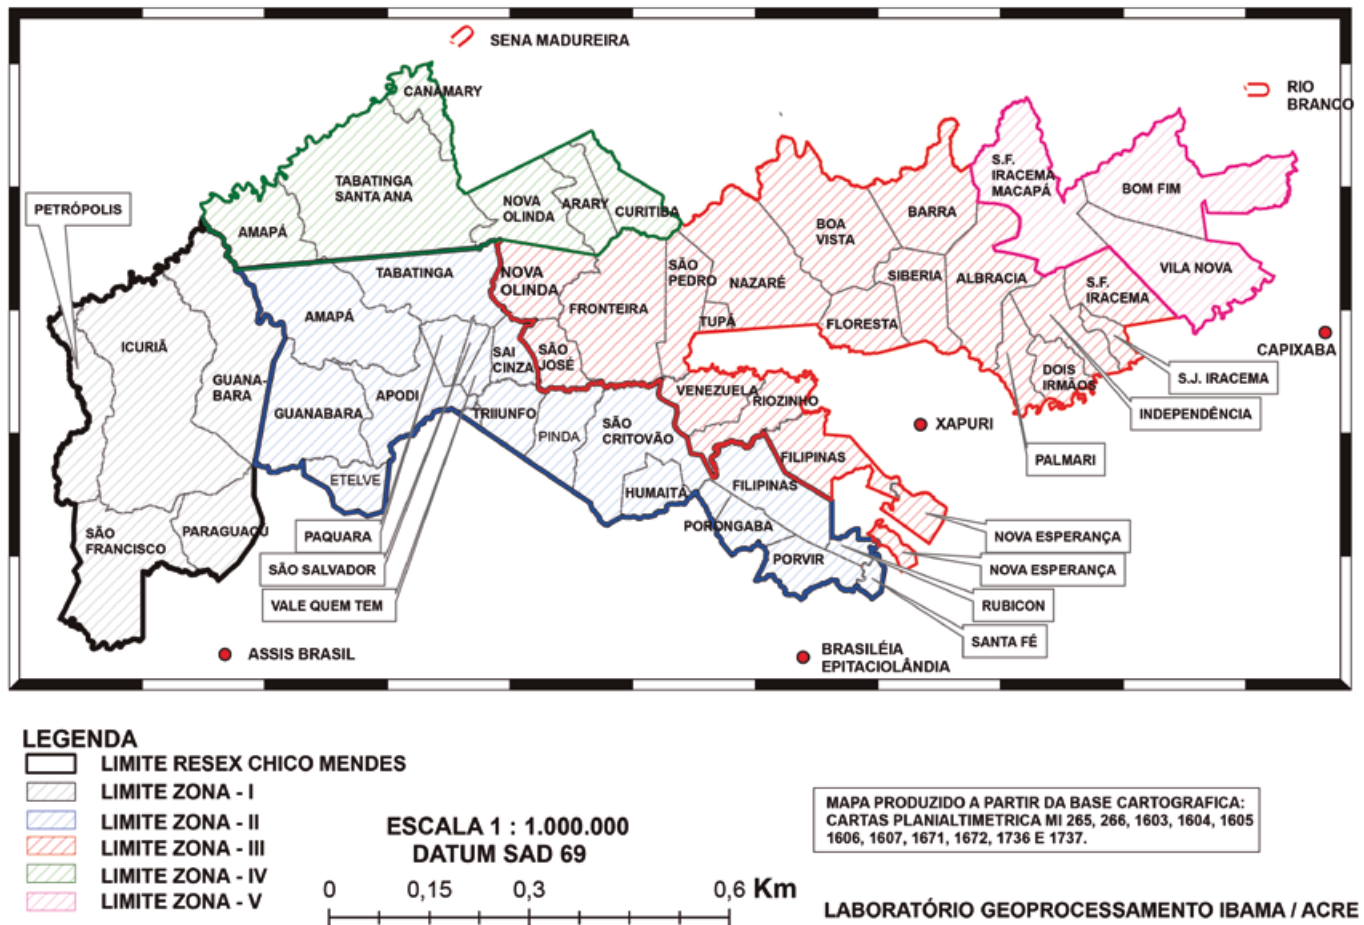 SENA MADUREIRA
RIO
BRANCO
CANAMARY
TABATINGA
SANTA ANA
PETRÓPOLIS
AMAPÁ
NOVA
OLINDA
ARARY
CURITIBA
S.F.
IRACEMA
MACAPÁ
BOM FIM
BARRA
BOA
VISTA
VILA NOVA
TABATINGA
NOVA
OLINDA
SÃO
PEDRO
NAZARÉ
SIBERIA
ALBRACIA
S.F.
IRACEMA
FRONTEIRA
AMAPÁ
TUPÁ
FLORESTA
ICURIÃ
SAI
CINZA
SÃO
JOSÉ
CAPIXABA
GUANA-
BARA
GUANABARA
APODI
DOIS
IRMÃOS
S.J. IRACEMA
VENEZUELA
RIOZINHO
INDEPENDÊNCIA
TRIIUNFO
PINDA
SÃO
CRITOVÃO
XAPURI
PALMARI
FILIPINAS
FILIPINAS
ETELVE
HUMAITÁ
SÃO
FRANCISCO
PARAGUAÇU
PAQUARA
PORONGABA
NOVA ESPERANÇA
SÃO SALVADOR
PORVIR
NOVA ESPERANÇA
VALE QUEM TEM
RUBICON
SANTA FÉ
ASSIS BRASIL
BRASILÉIA
EPITACIOLÂNDIA
LEGENDA
LIMITE RESEX CHICO MENDES
LIMITE ZONA - I
LIMITE ZONA - II
LIMITE ZONA - III
LIMITE ZONA - IV
LIMITE ZONA - V
ESCALA 1 : 1.000.000
DATUM SAD 69
0 0,15 0,3 0,6 Km
MAPA PRODUZIDO A PARTIR DA BASE CARTOGRAFICA:
CARTAS PLANIALTIMETRICA MI 265, 266, 1603, 1604, 1605
1606, 1607, 1671, 1672, 1736 E 1737.
LABORATÓRIO GEOPROCESSAMENTO IBAMA / ACRE